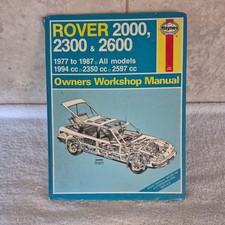 ROVER 2000,
2300 & 2600
1977 to 1987 □ All models
1994 cc □ 2350 cc □ 2597 cc
Owners Workshop Manual